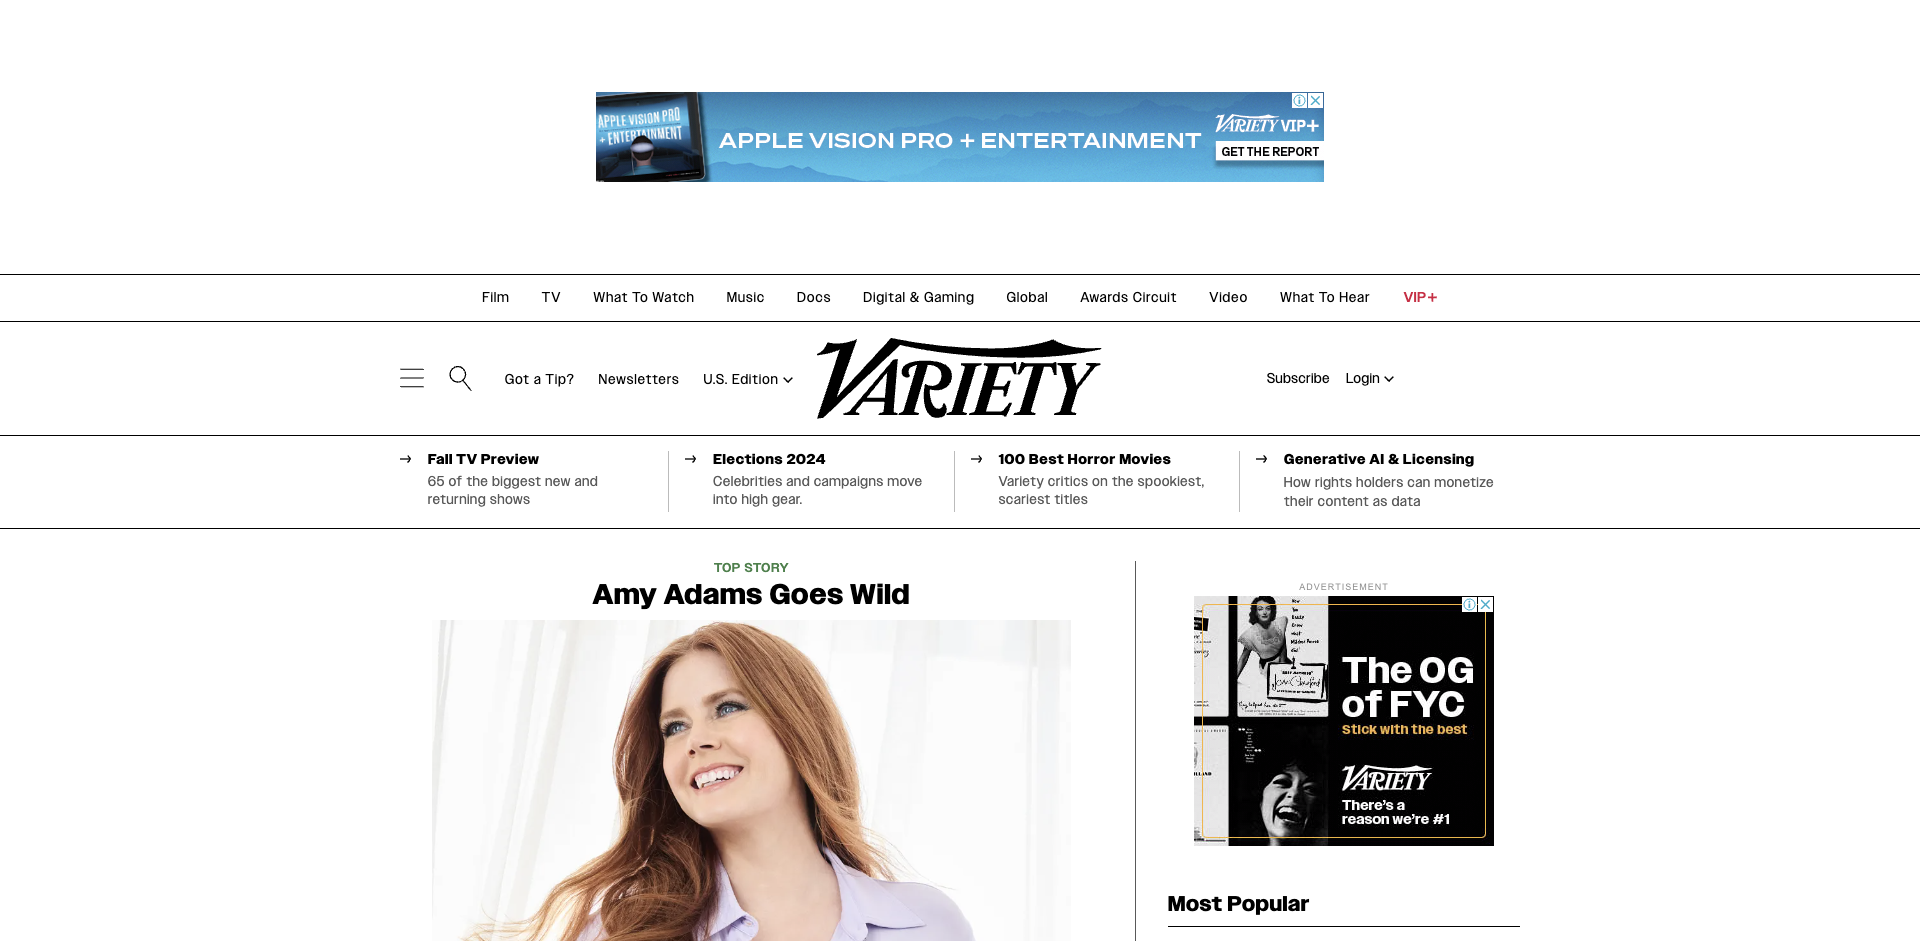 APPLE VISION PRO
+ ENTERTAINMENT
APPLE VISION PRO + ENTERTAINMENT
VARIETY VIP+
GET THE REPORT
Film TV What To Watch Music Docs Digital & Gaming Global Awards Circuit Video What To Hear VIP+
Got a Tip? Newsletters U.S. Edition
VARIETY
Subscribe Login
Fall TV Preview
65 of the biggest new and
returning shows
Elections 2024
Celebrities and campaigns move
into high gear.
100 Best Horror Movies
Variety critics on the spookiest,
scariest titles
Generative AI & Licensing
How rights holders can monetize
their content as data
TOP STORY
Amy Adams Goes Wild
ADVERTISEMENT
The OG
of FYC
Stick with the best
VARIETY
There's a
reason we're #1
Most Popular